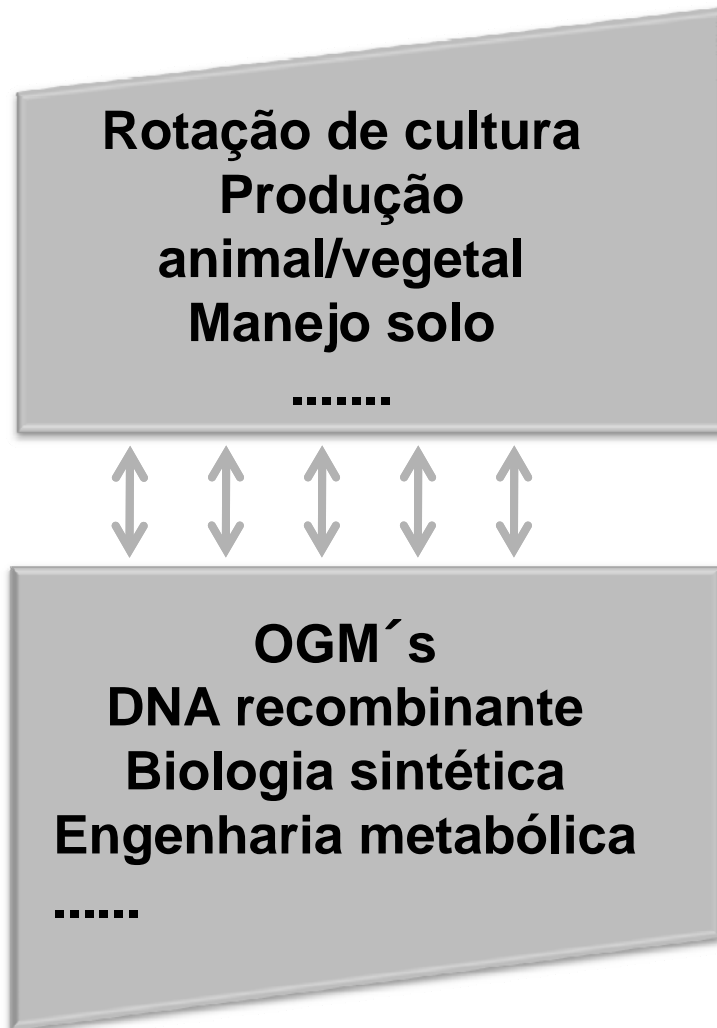 Rotação de cultura
Produção
animal/vegetal
Manejo solo
.......
OGM´s
DNA recombinante
Biologia sintética
Engenharia metabólica
......